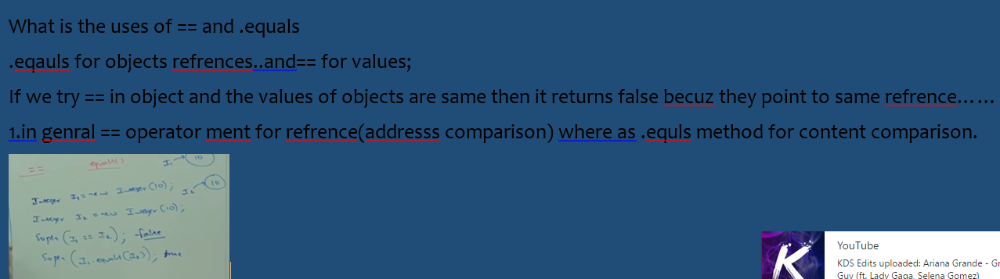 What is the uses of == and .equals
.eqauls for objects refrences..and== for values;
If we try == in object and the values of objects are same then it returns false becuz they point to same refrence......
1.in genral == operator ment for refrence(addresss comparison) where as .equls method for content comparison.
== equals() I1 10
Integer I1 = new Integer(10); I2 10
Integer I2 = new Integer(10);
Sopln (I1 == I2); false
Sopln (I1.equals(I2)); true
YouTube
KDS Edits uploaded: Ariana Grande - Gr
Guy (ft. Lady Gaga, Selena Gomez)